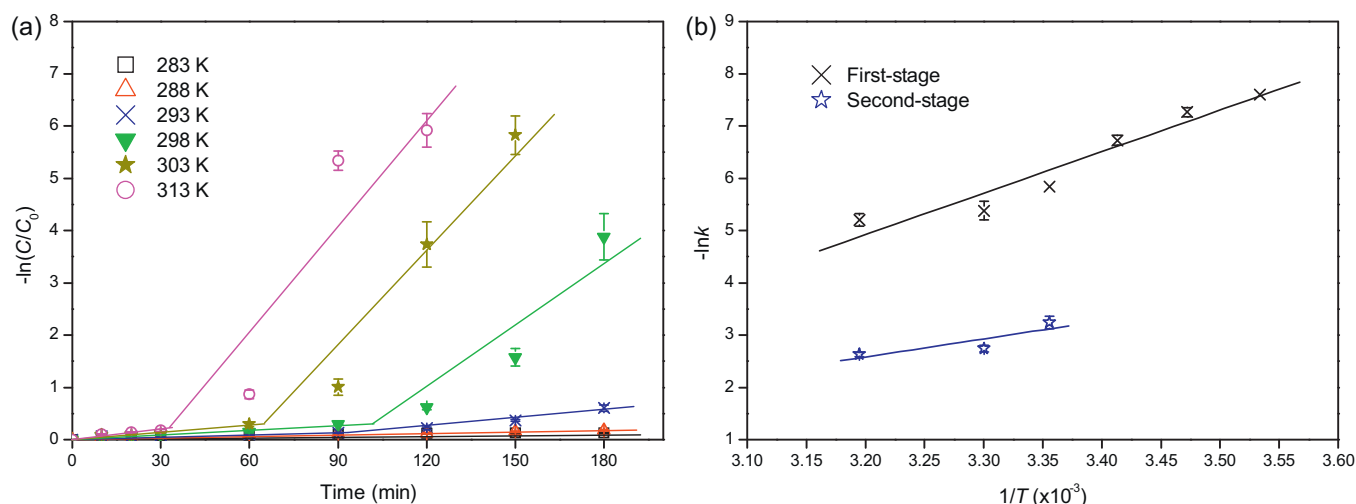 (a)
8
7
6
5
4
3
2
1
0
-ln(C/C₀)
283 K
288 K
293 K
298 K
303 K
313 K
0 30 60 90 120 150 180
Time (min)
(b)
9
8
7
6
5
4
3
2
1
-lnk
First-stage
Second-stage
3.10 3.15 3.20 3.25 3.30 3.35 3.40 3.45 3.50 3.55 3.60
1/T (x10⁻³)